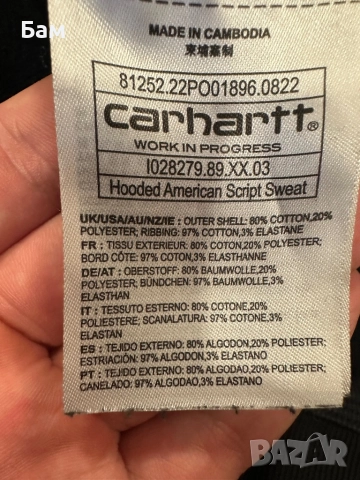 Бам
MADE IN CAMBODIA
柬埔寨制
81252.22PO01896.0822
carhartt®
WORK IN PROGRESS
I028279.89.XX.03
Hooded American Script Sweat
UK/USA/AU/NZ/IE : OUTER SHELL: 80% COTTON,20%
POLYESTER; RIBBING: 97% COTTON,3% ELASTANE
FR : TISSU EXTERIEUR: 80% COTON,20% POLYESTER;
BORD CÔTE: 97% COTON,3% ELASTHANNE
DE/AT : OBERSTOFF: 80% BAUMWOLLE,20%
POLYESTER; BÜNDCHEN: 97% BAUMWOLLE,3%
ELASTHAN
IT : TESSUTO ESTERNO: 80% COTONE,20%
POLIESTERE; SCANALATURA: 97% COTONE,3%
ELASTAN
ES : TEJIDO EXTERNO: 80% ALGODON,20% POLIESTER;
ESTRIACIÓN: 97% ALGODON,3% ELASTANO
PT : TEJIDO EXTERNO: 80% ALGODAO,20% POLIESTER;
CANELADO: 97% ALGODAO,3% ELASTANO
BAZAR